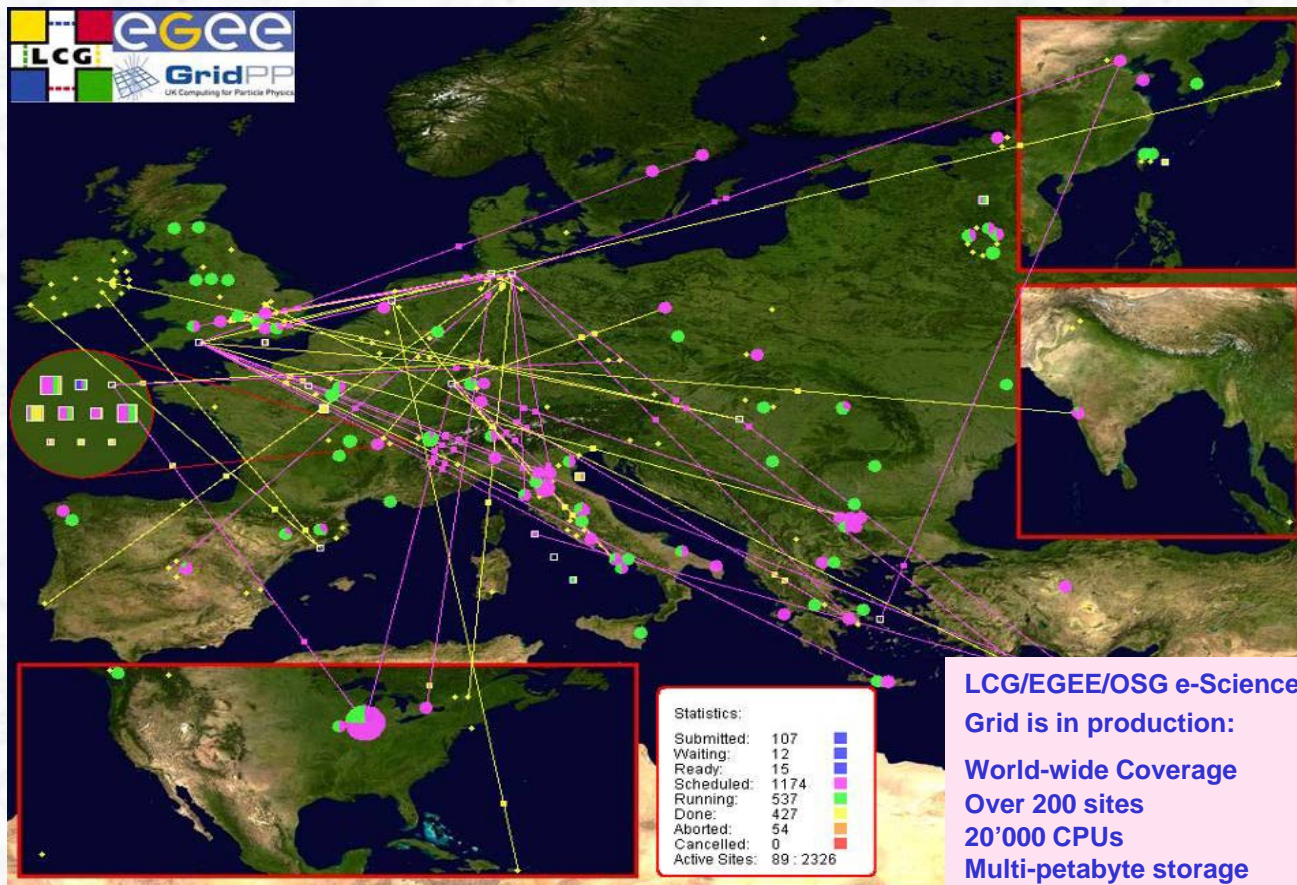 LCG
eGee
GridPP
UK Computing for Particle Physics
Statistics:
Submitted: 107
Waiting: 12
Ready: 15
Scheduled: 1174
Running: 537
Done: 427
Aborted: 54
Cancelled: 0
Active Sites: 89 : 2326
LCG/EGEE/OSG e-Science
Grid is in production:
World-wide Coverage
Over 200 sites
20'000 CPUs
Multi-petabyte storage